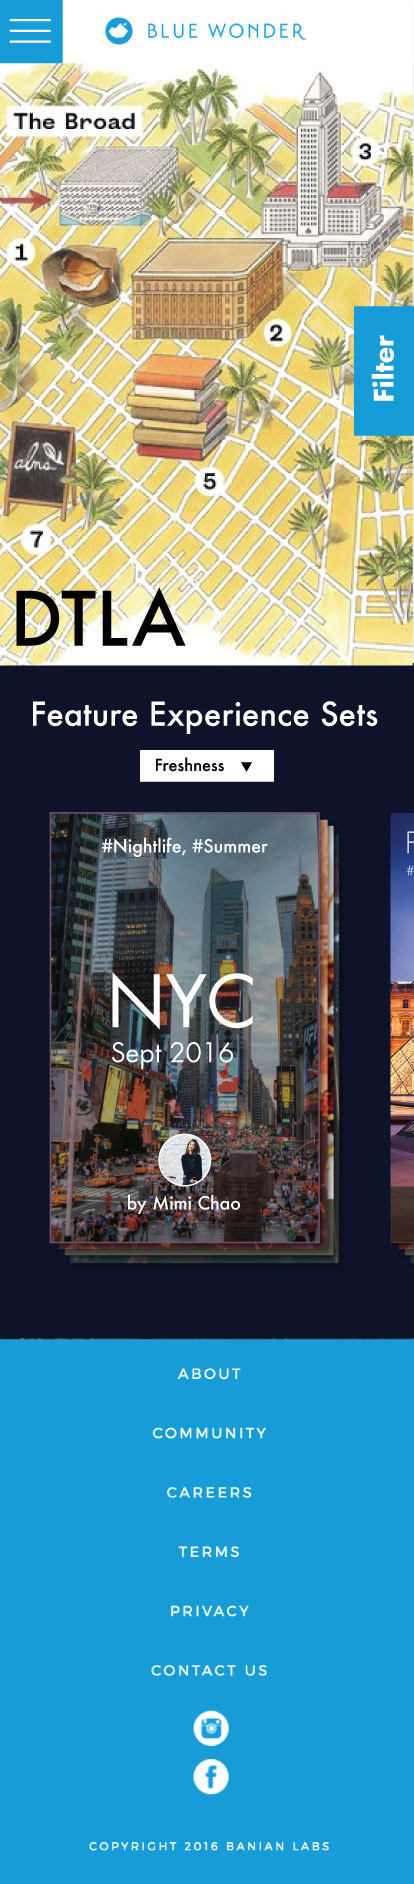 BLUE WONDER
The Broad
3
1
2
Filter
5
alma
7
DTLA
Feature Experience Sets
Freshness
#Nightlife, #Summer
P
#
NYC
Sept 2016
by Mimi Chao
ABOUT
COMMUNITY
CAREERS
TERMS
PRIVACY
CONTACT US
COPYRIGHT 2016 BANIAN LABS